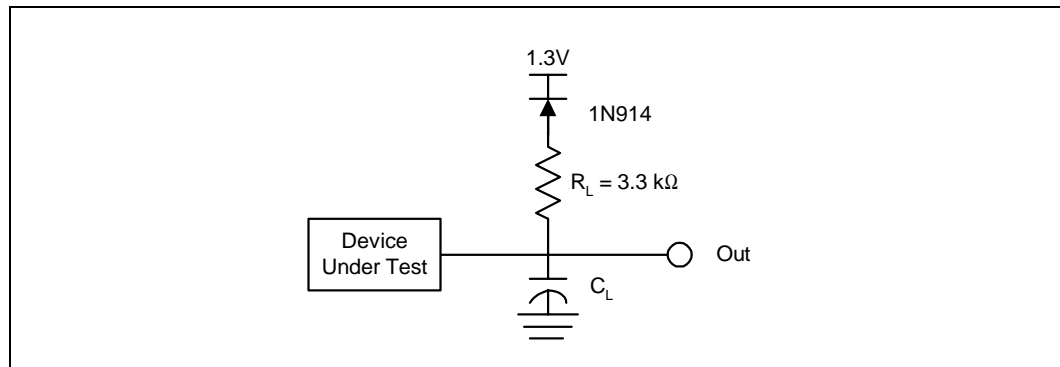 1.3V
1N914
R_L = 3.3 kΩ
Device
Under Test
Out
C_L